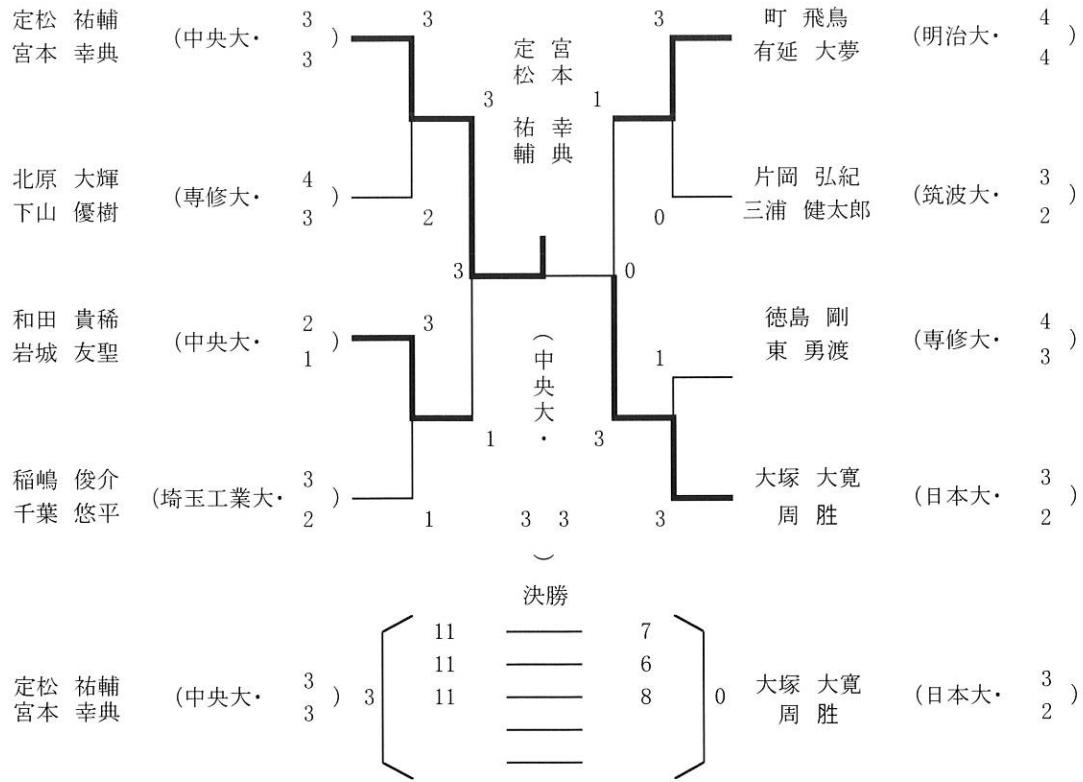 定松 祐輔
宮本 幸典
(中央大・ 3 3 )
3
北原 大輝
下山 優樹
(専修大・ 4 3 )
2
3
和田 貴稀
岩城 友聖
(中央大・ 2 1 )
3
稲嶋 俊介
千葉 悠平
(埼玉工業大・ 3 2 )
1
1
3
宮本 幸典
定松 祐輔
(中央大・ 3 3 )
0
町 飛鳥
有延 大夢
(明治大・ 4 4 )
3
片岡 弘紀
三浦 健太郎
(筑波大・ 3 2 )
0
1
徳島 剛
東 勇渡
(専修大・ 4 3 )
1
大塚 大寛
周 胜
(日本大・ 3 2 )
3
3
決勝
定松 祐輔
宮本 幸典
(中央大・ 3 3 ) 3
11 ― 7
11 ― 6
11 ― 8
―
―
0
大塚 大寛
周 胜
(日本大・ 3 2 )